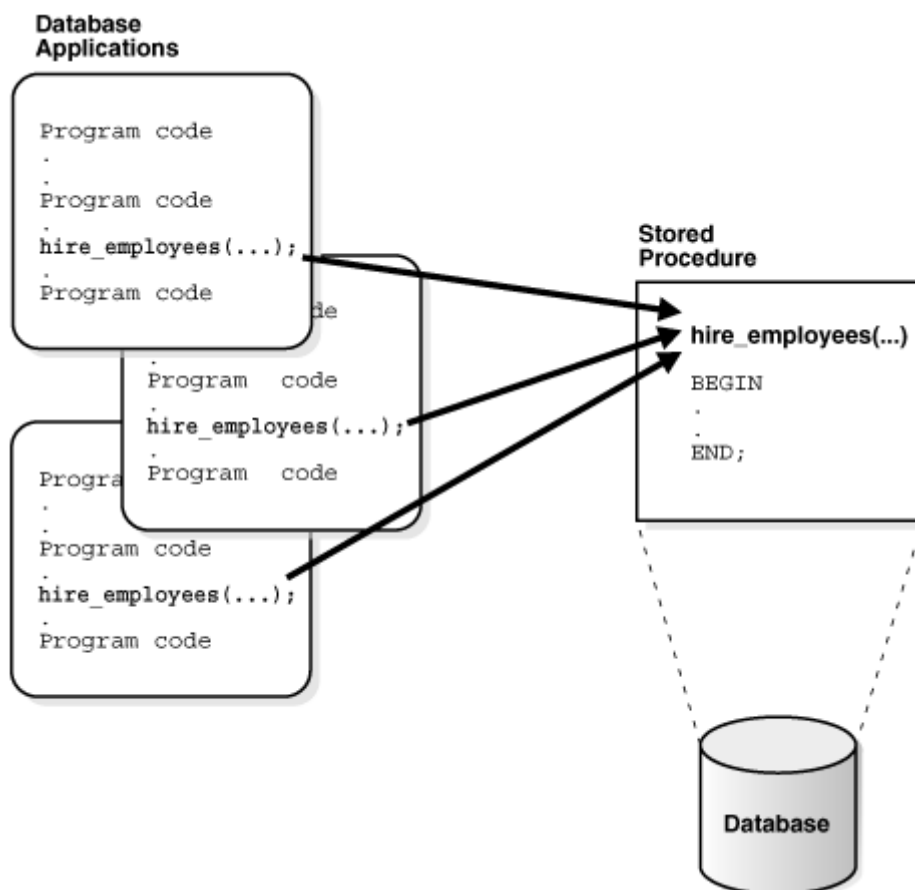 Database
Applications
Program code
.
.
Program code
.
hire_employees(...);
.
Program code
de
.
Program code
.
hire_employees(...);
.
Program code
Progra
.
.
Program code
.
hire_employees(...);
.
Program code
Stored
Procedure
hire_employees(...)
BEGIN
.
.
END;
Database